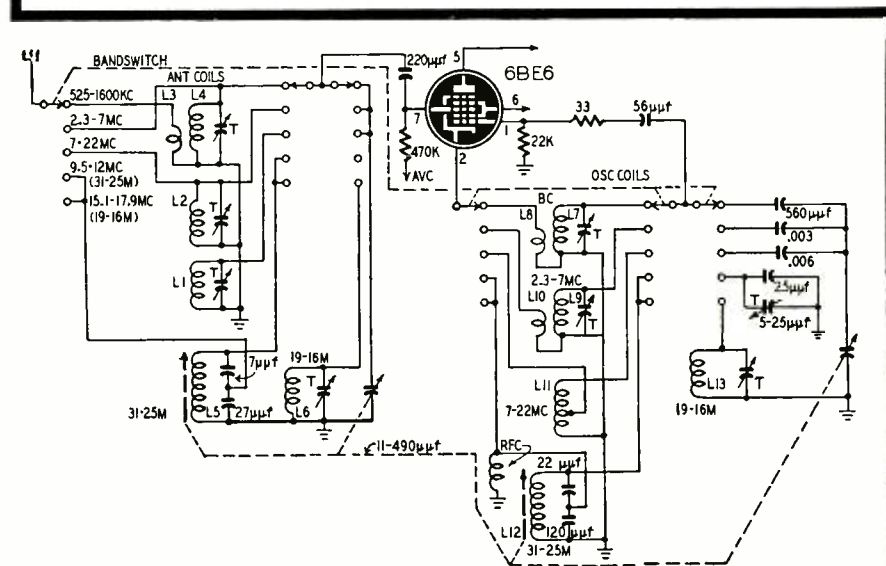 BANDSWITCH
ANT COILS
220μμf
5
6BE6
525-1600KC
L3
L4
T
7
6
1
33
56μμf
2.3-7MC
470K
2
22K
7-22MC
AVC
OSC COILS
9.5-12MC
(31-25M)
15.1-17.9MC
(19-16M)
L2
T
BC
L8
L7
T
560μμf
.003
.006
L1
T
2.3-7MC
L10
L9
T
25μμf
T
5-25μμf
7μμf
19-16M
T
L11
L13
T
31-25M
L5
27μμf
L6
7-22MC
19-16M
11-490μμf
RFC
22 μμf
L12
120μμf
31-25M